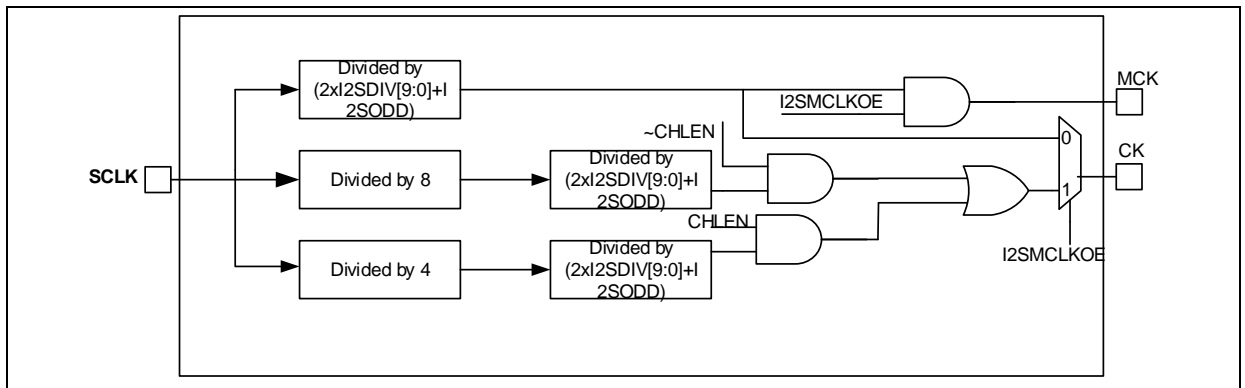 Divided by
(2xI2SDIV[9:0]+I
2SODD)
MCK
I2SMCLKOE
~CHLEN
0
CK
SCLK
Divided by 8
Divided by
(2xI2SDIV[9:0]+I
2SODD)
1
CHLEN
I2SMCLKOE
Divided by 4
Divided by
(2xI2SDIV[9:0]+I
2SODD)